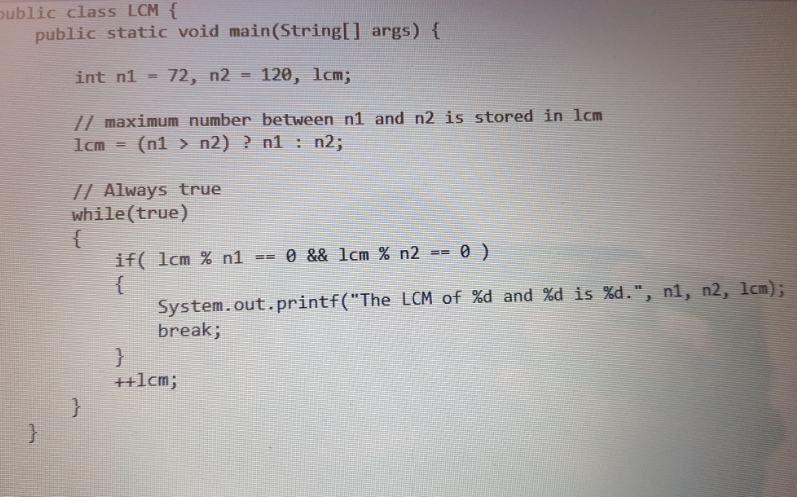 public class LCM {
public static void main(String[] args) {
int n1 = 72, n2 = 120, lcm;
// maximum number between n1 and n2 is stored in lcm
lcm = (n1 > n2) ? n1 : n2;
// Always true
while(true)
{
if( lcm % n1 == 0 && lcm % n2 == 0 )
{
System.out.printf("The LCM of %d and %d is %d.", n1, n2, lcm);
break;
}
++lcm;
}
}